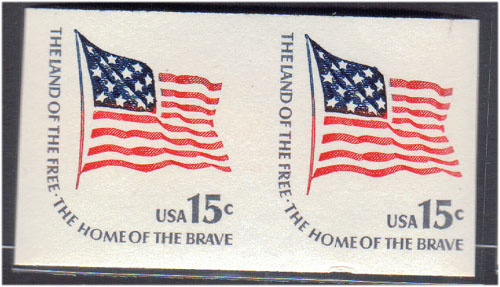 THE LAND OF THE FREE · THE HOME OF THE BRAVE
USA 15c
THE LAND OF THE FREE · THE HOME OF THE BRAVE
USA 15c